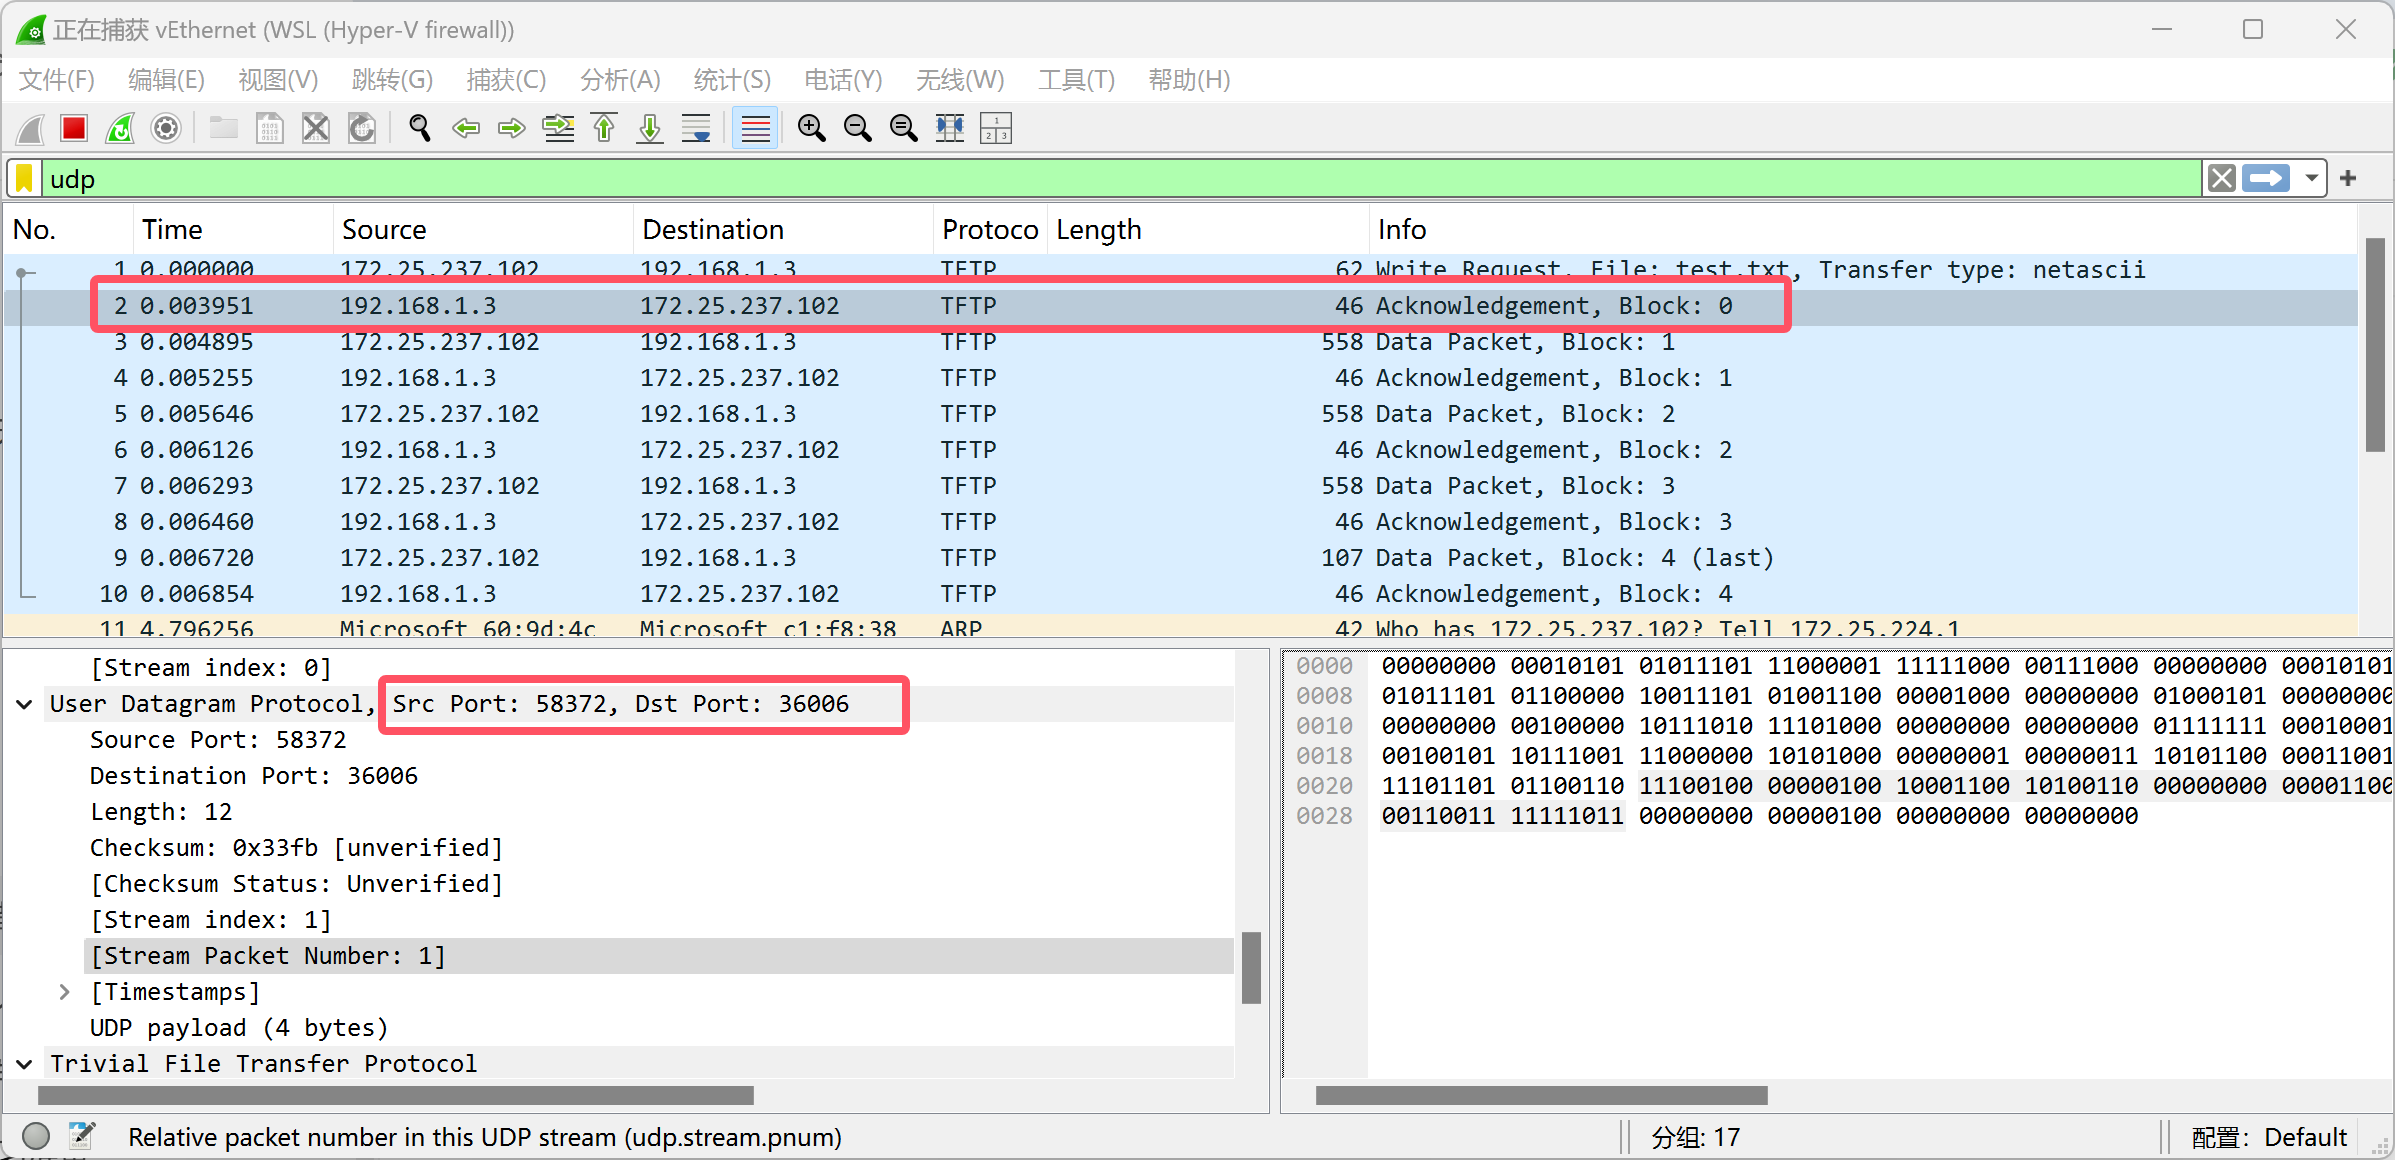 正在捕获 vEthernet (WSL (Hyper-V firewall))
文件(F) 编辑(E) 视图(V) 跳转(G) 捕获(C) 分析(A) 统计(S) 电话(Y) 无线(W) 工具(T) 帮助(H)
udp
No. Time Source Destination Protoco Length Info
1 0.000000 172.25.237.102 192.168.1.3 TFTP 62 Write Request, File: test.txt, Transfer type: netascii
2 0.003951 192.168.1.3 172.25.237.102 TFTP 46 Acknowledgement, Block: 0
3 0.004895 172.25.237.102 192.168.1.3 TFTP 558 Data Packet, Block: 1
4 0.005255 192.168.1.3 172.25.237.102 TFTP 46 Acknowledgement, Block: 1
5 0.005646 172.25.237.102 192.168.1.3 TFTP 558 Data Packet, Block: 2
6 0.006126 192.168.1.3 172.25.237.102 TFTP 46 Acknowledgement, Block: 2
7 0.006293 172.25.237.102 192.168.1.3 TFTP 558 Data Packet, Block: 3
8 0.006460 192.168.1.3 172.25.237.102 TFTP 46 Acknowledgement, Block: 3
9 0.006720 172.25.237.102 192.168.1.3 TFTP 107 Data Packet, Block: 4 (last)
10 0.006854 192.168.1.3 172.25.237.102 TFTP 46 Acknowledgement, Block: 4
11 4.796256 Microsoft_60:9d:4c Microsoft_c1:f8:38 ARP 42 Who has 172.25.237.102? Tell 172.25.224.1
[Stream index: 0]
User Datagram Protocol, Src Port: 58372, Dst Port: 36006
Source Port: 58372
Destination Port: 36006
Length: 12
Checksum: 0x33fb [unverified]
[Checksum Status: Unverified]
[Stream index: 1]
[Stream Packet Number: 1]
[Timestamps]
UDP payload (4 bytes)
Trivial File Transfer Protocol
0000 00000000 00010101 01011101 11000001 11111000 00111000 00000000 00010101
0008 01011101 01100000 10011101 01001100 00001000 00000000 01000101 00000000
0010 00000000 00100000 10111010 11101000 00000000 00000000 01111111 00010001
0018 00100101 10111001 11000000 10101000 00000001 00000011 10101100 00011001
0020 11101101 01100110 11100100 00000100 10001100 10100110 00000000 00001100
0028 00110011 11111011 00000000 00000100 00000000 00000000
Relative packet number in this UDP stream (udp.stream.pnum)
分组: 17
配置: Default